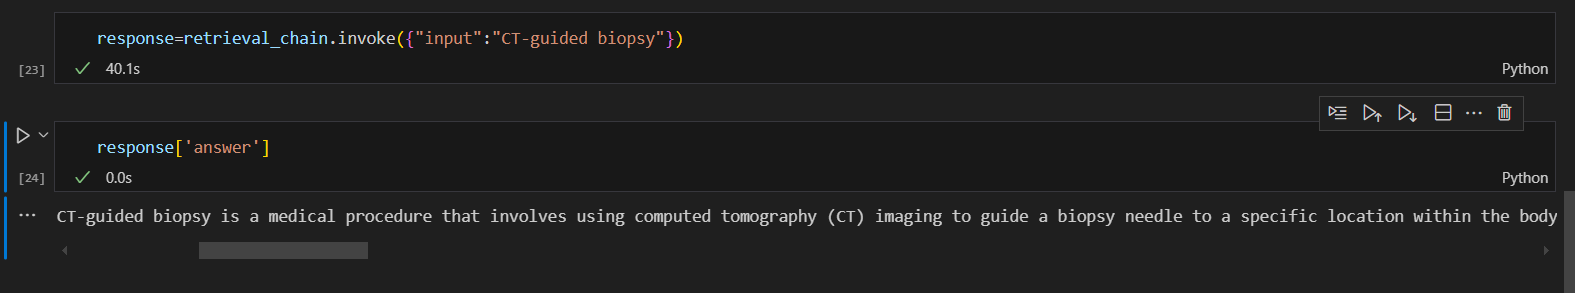 response=retrieval_chain.invoke({"input":"CT-guided biopsy"})
[23]
40.1s
Python
response['answer']
[24]
0.0s
Python
... CT-guided biopsy is a medical procedure that involves using computed tomography (CT) imaging to guide a biopsy needle to a specific location within the body